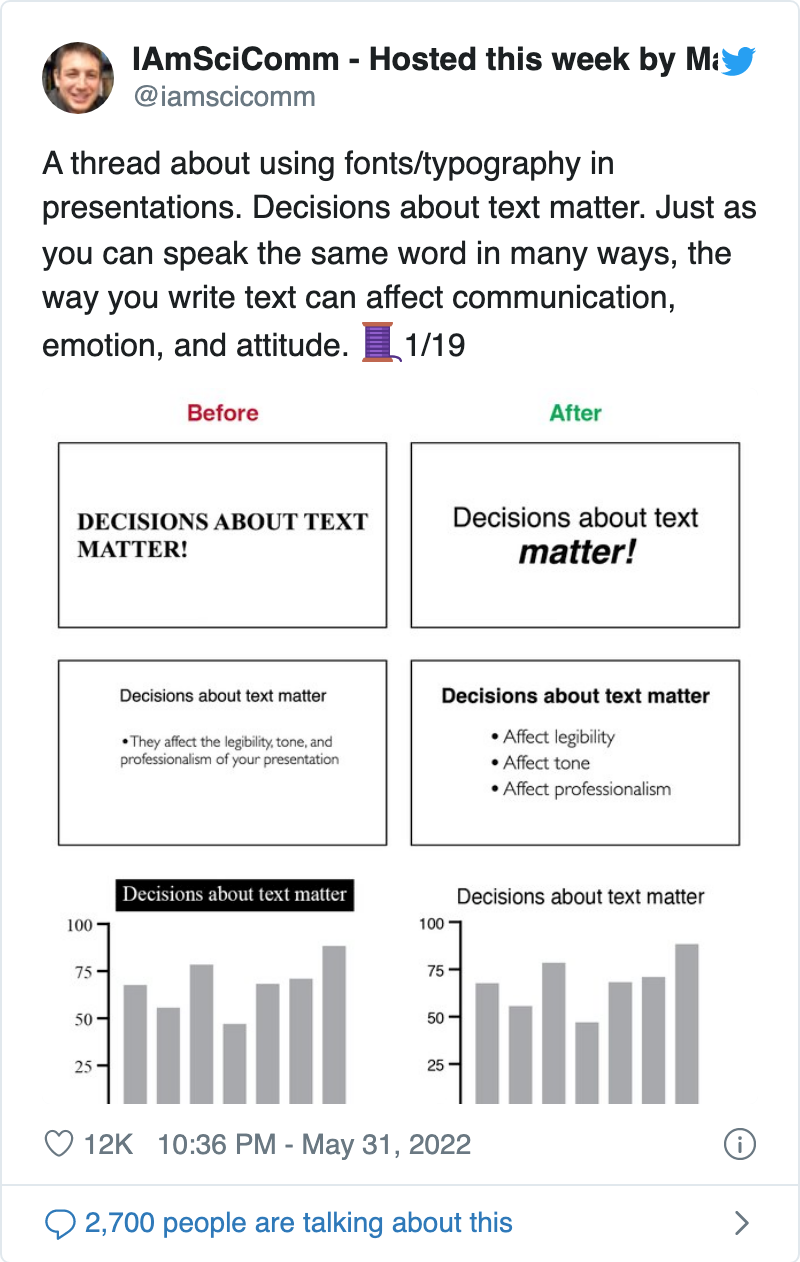 IAmSciComm - Hosted this week by Ma
@iamscicomm
A thread about using fonts/typography in
presentations. Decisions about text matter. Just as
you can speak the same word in many ways, the
way you write text can affect communication,
emotion, and attitude. 🧵1/19
Before
After
DECISIONS ABOUT TEXT
MATTER!
Decisions about text
matter!
Decisions about text matter
•They affect the legibility, tone, and
professionalism of your presentation
Decisions about text matter
• Affect legibility
• Affect tone
• Affect professionalism
Decisions about text matter
100
75
50
25
Decisions about text matter
100
75
50
25
12K 10:36 PM - May 31, 2022
2,700 people are talking about this